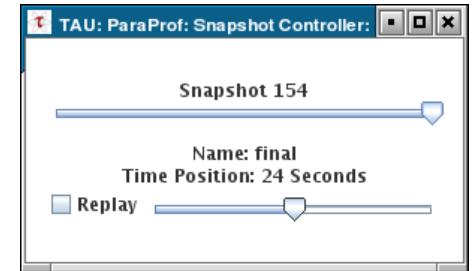 τ TAU: ParaProf: Snapshot Controller:
Snapshot 154
Name: final
Time Position: 24 Seconds
Replay